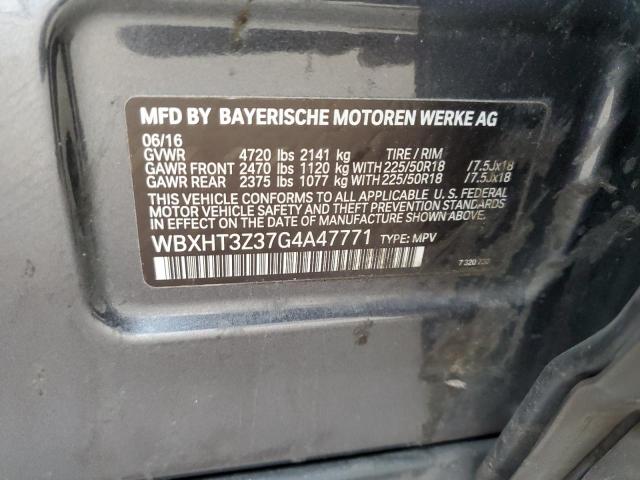 MFD BY BAYERISCHE MOTOREN WERKE AG
06/16
GVWR 4720 lbs 2141 kg TIRE / RIM
GAWR FRONT 2470 lbs 1120 kg WITH 225/50R18 /7.5Jx18
GAWR REAR 2375 lbs 1077 kg WITH 225/50R18 /7.5Jx18
THIS VEHICLE CONFORMS TO ALL APPLICABLE U. S. FEDERAL
MOTOR VEHICLE SAFETY AND THEFT PREVENTION STANDARDS
IN EFFECT ON THE DATE OF MANUFACTURE SHOWN ABOVE.
WBXHT3Z37G4A47771 TYPE: MPV